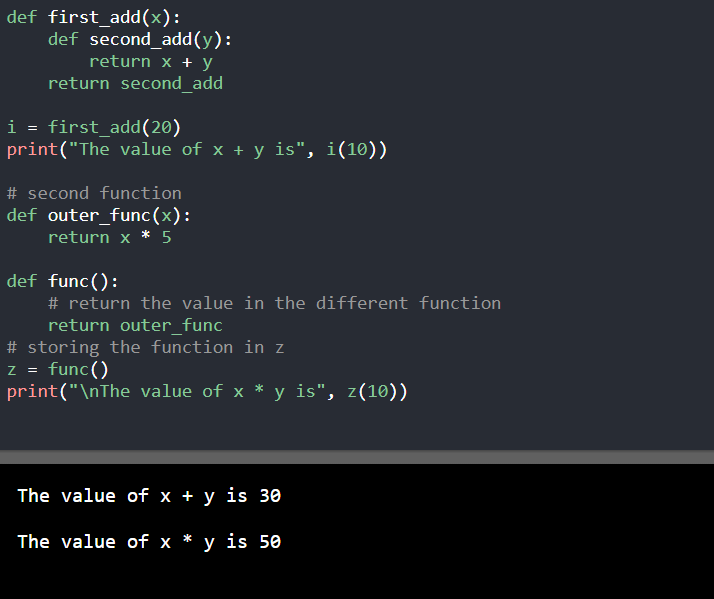 def first_add(x):
    def second_add(y):
        return x + y
    return second_add

i = first_add(20)
print("The value of x + y is", i(10))

# second function
def outer_func(x):
    return x * 5

def func():
    # return the value in the different function
    return outer_func
# storing the function in z
z = func()
print("\nThe value of x * y is", z(10))

The value of x + y is 30

The value of x * y is 50